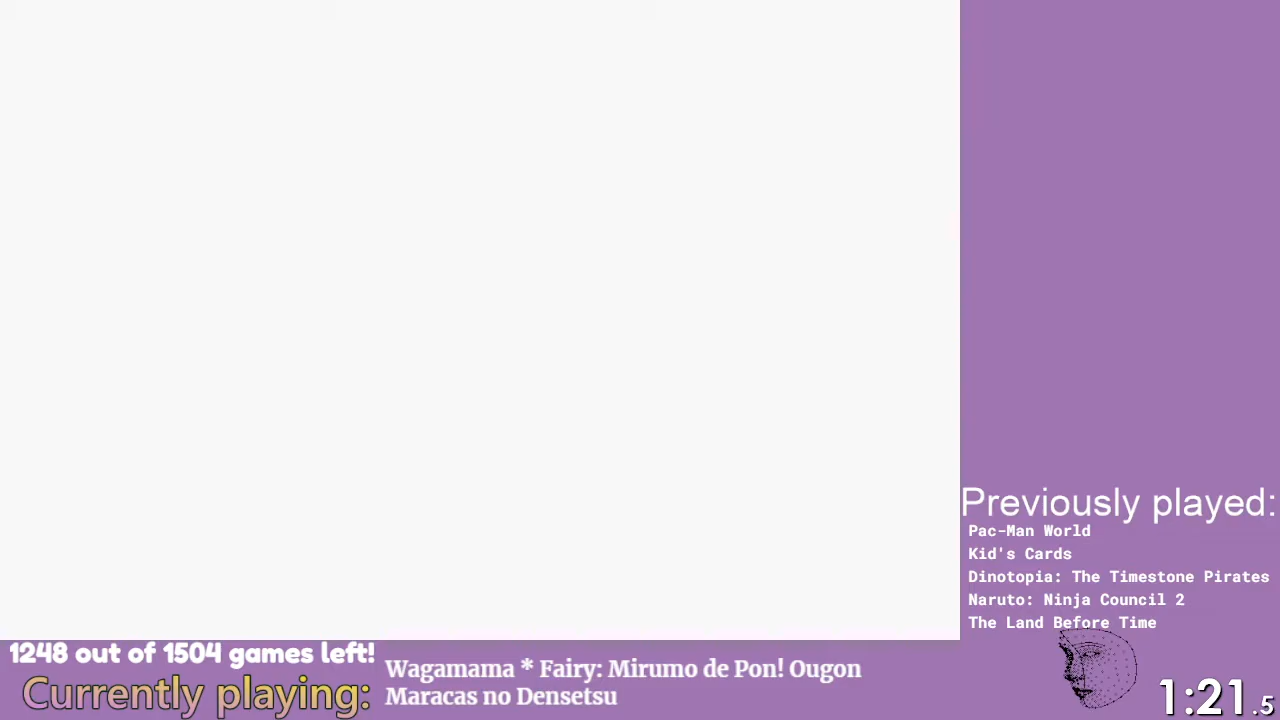 Previously played:
Pac-Man World
Kid's Cards
Dinotopia: The Timestone Pirates
Naruto: Ninja Council 2
The Land Before Time
1248 out of 1504 games left!
Currently playing:
Wagamama * Fairy: Mirumo de Pon! Ougon
Maracas no Densetsu
1:21.5